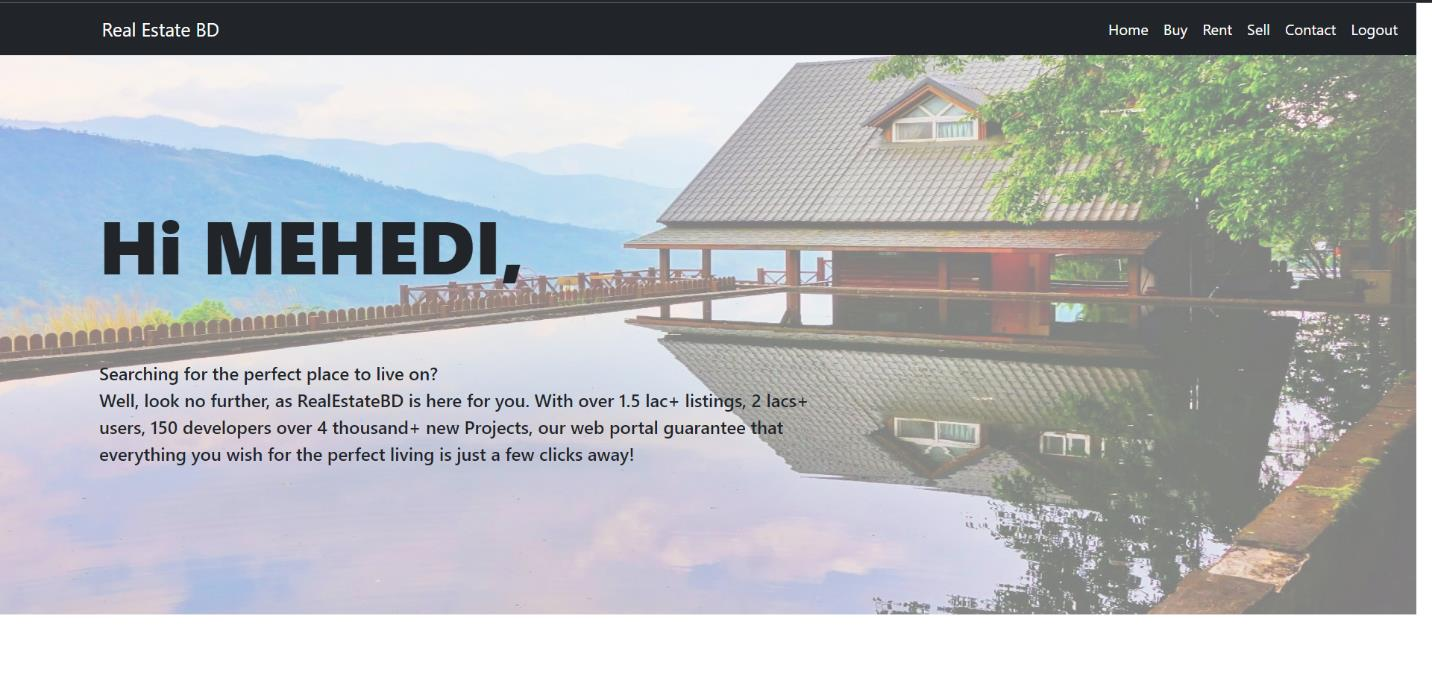 Real Estate BD
Home Buy Rent Sell Contact Logout
Hi MEHEDI,
Searching for the perfect place to live on?
Well, look no further, as RealEstateBD is here for you. With over 1.5 lac+ listings, 2 lacs+
users, 150 developers over 4 thousand+ new Projects, our web portal guarantee that
everything you wish for the perfect living is just a few clicks away!